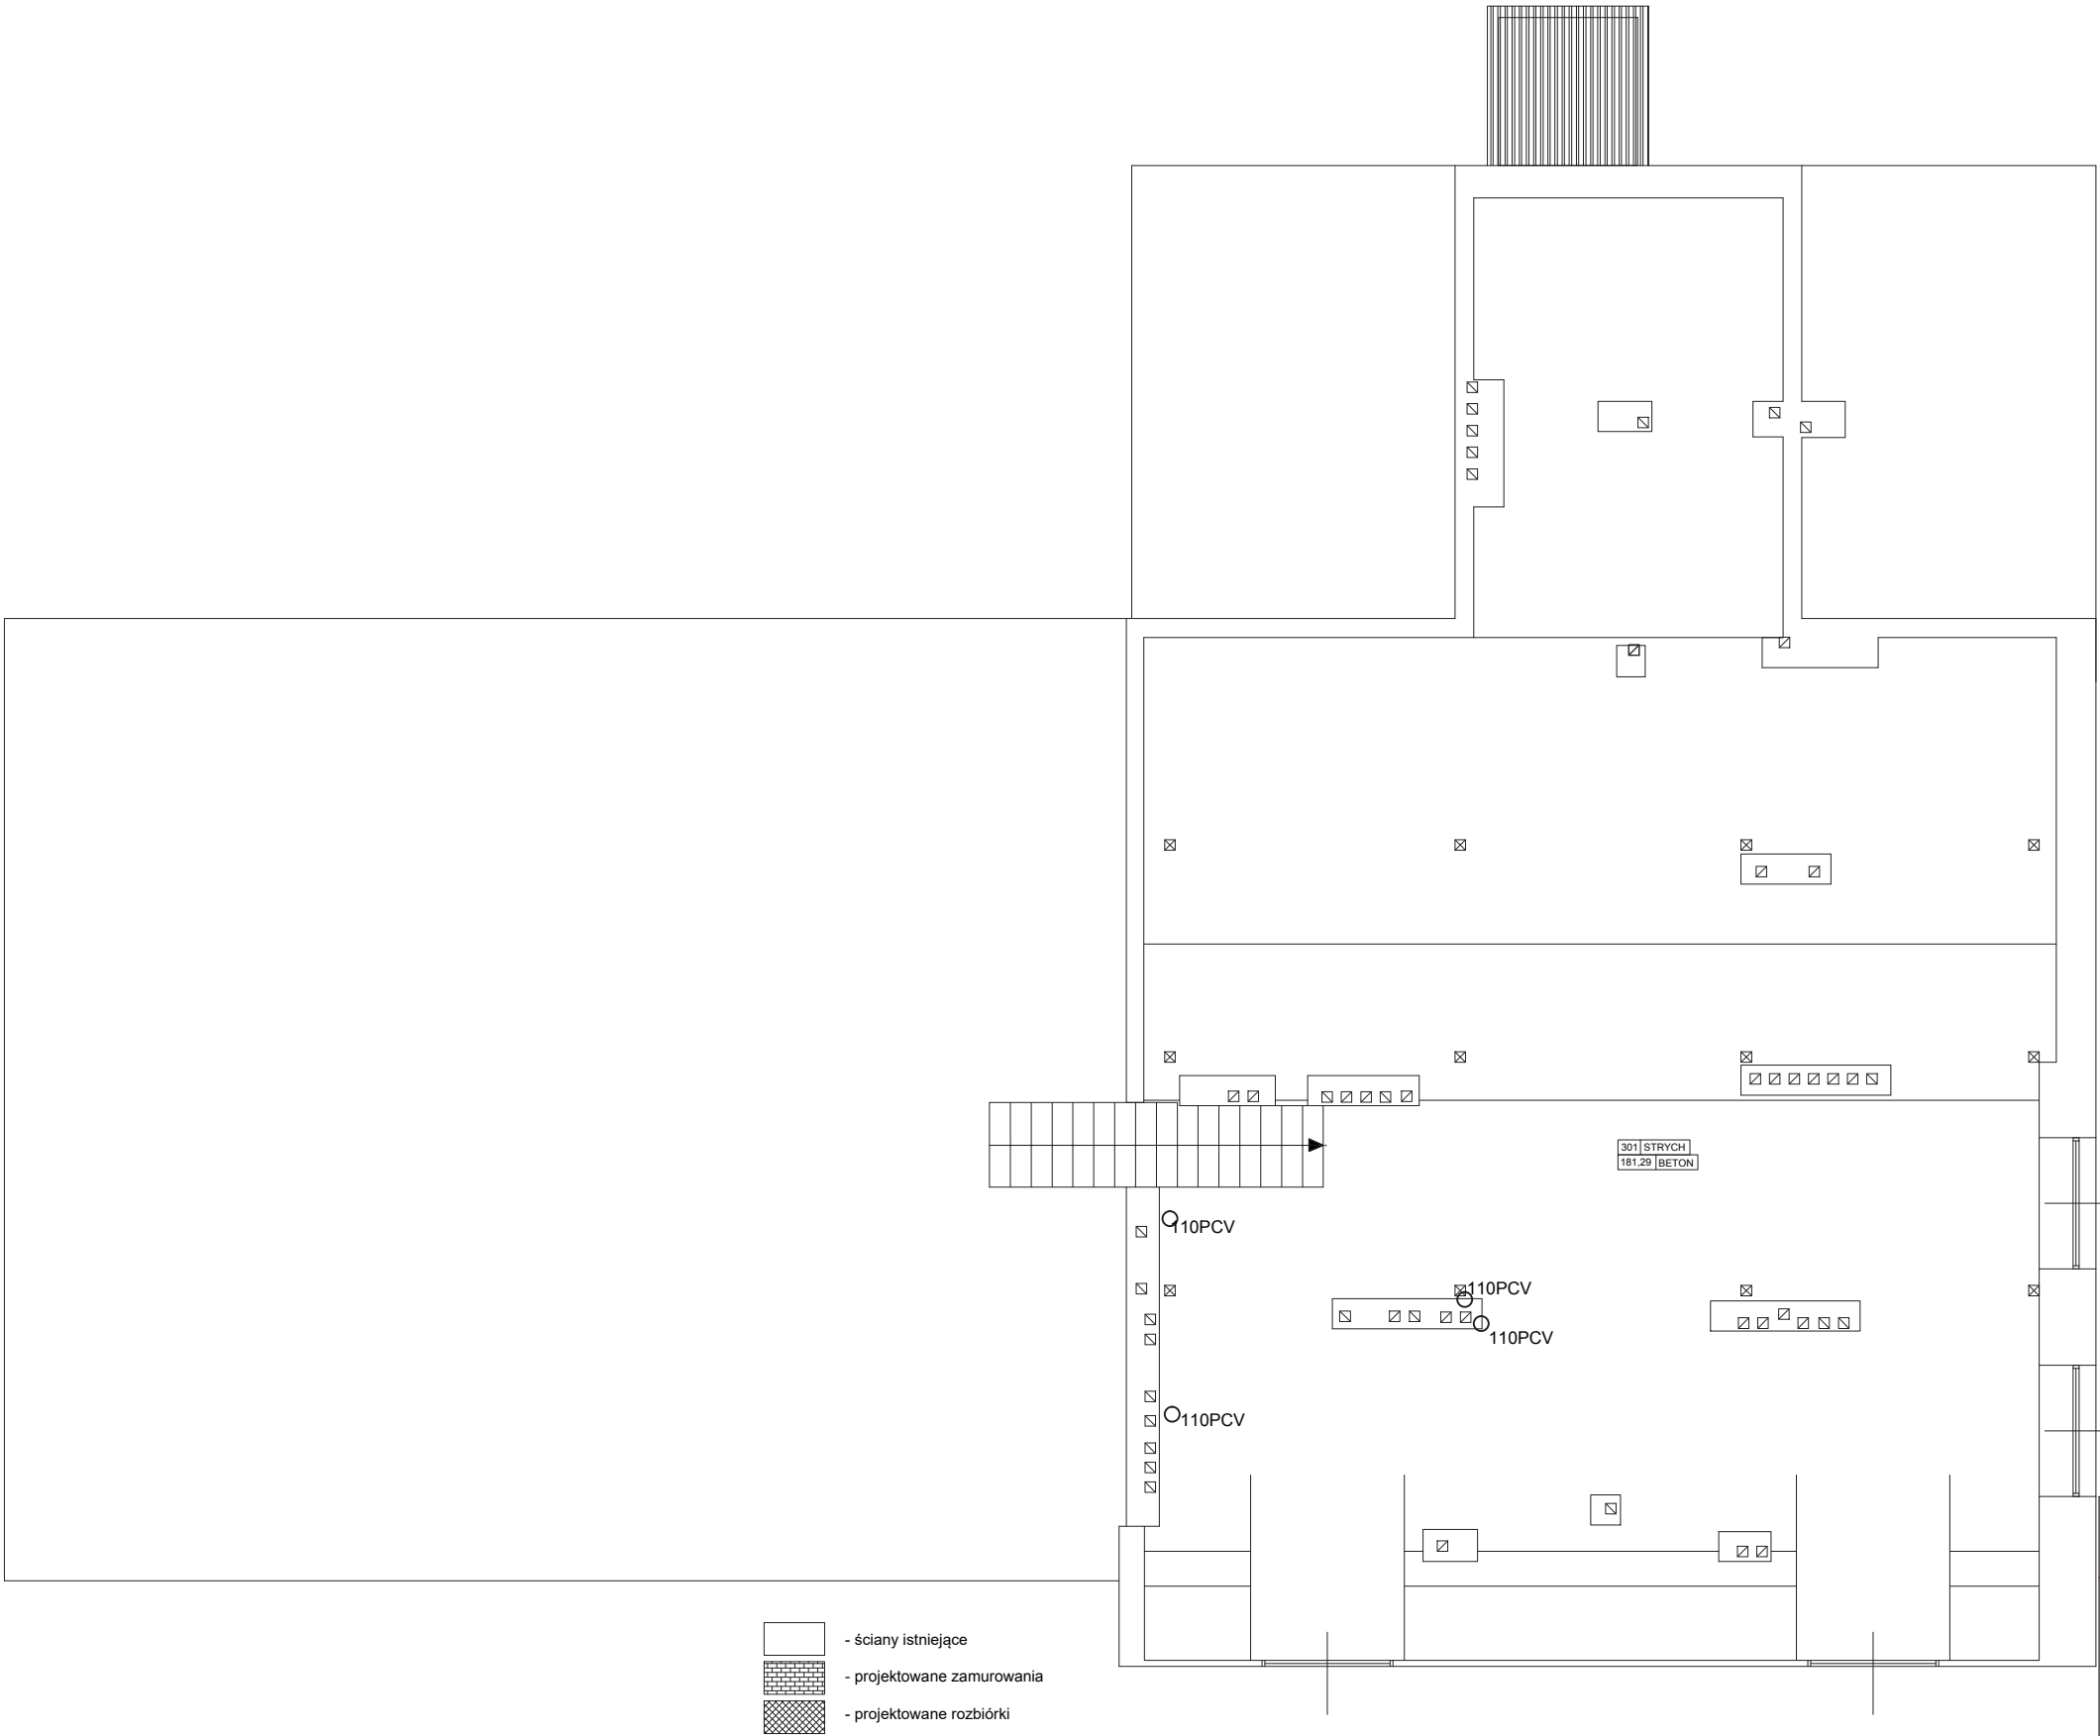 301 STRYCH
181,29 BETON
110PCV
110PCV
110PCV
110PCV
- ściany istniejące
- projektowane zamurowania
- projektowane rozbiórki